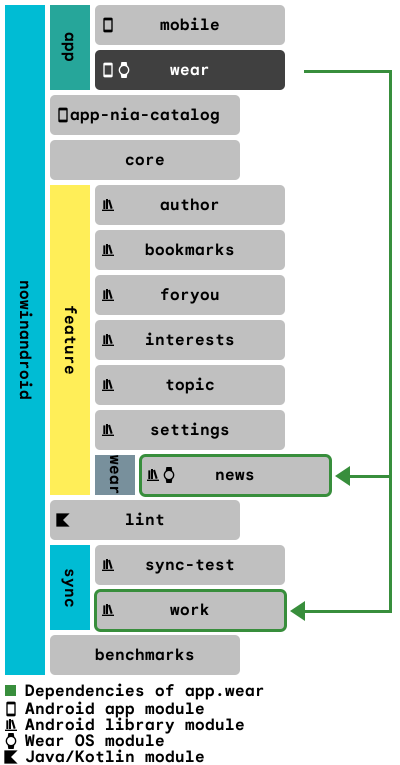 nowinandroid
app
mobile
wear
app-nia-catalog
core
feature
author
bookmarks
foryou
interests
topic
settings
wear
news
lint
sync
sync-test
work
benchmarks
Dependencies of app.wear
Android app module
Android library module
Wear OS module
Java/Kotlin module